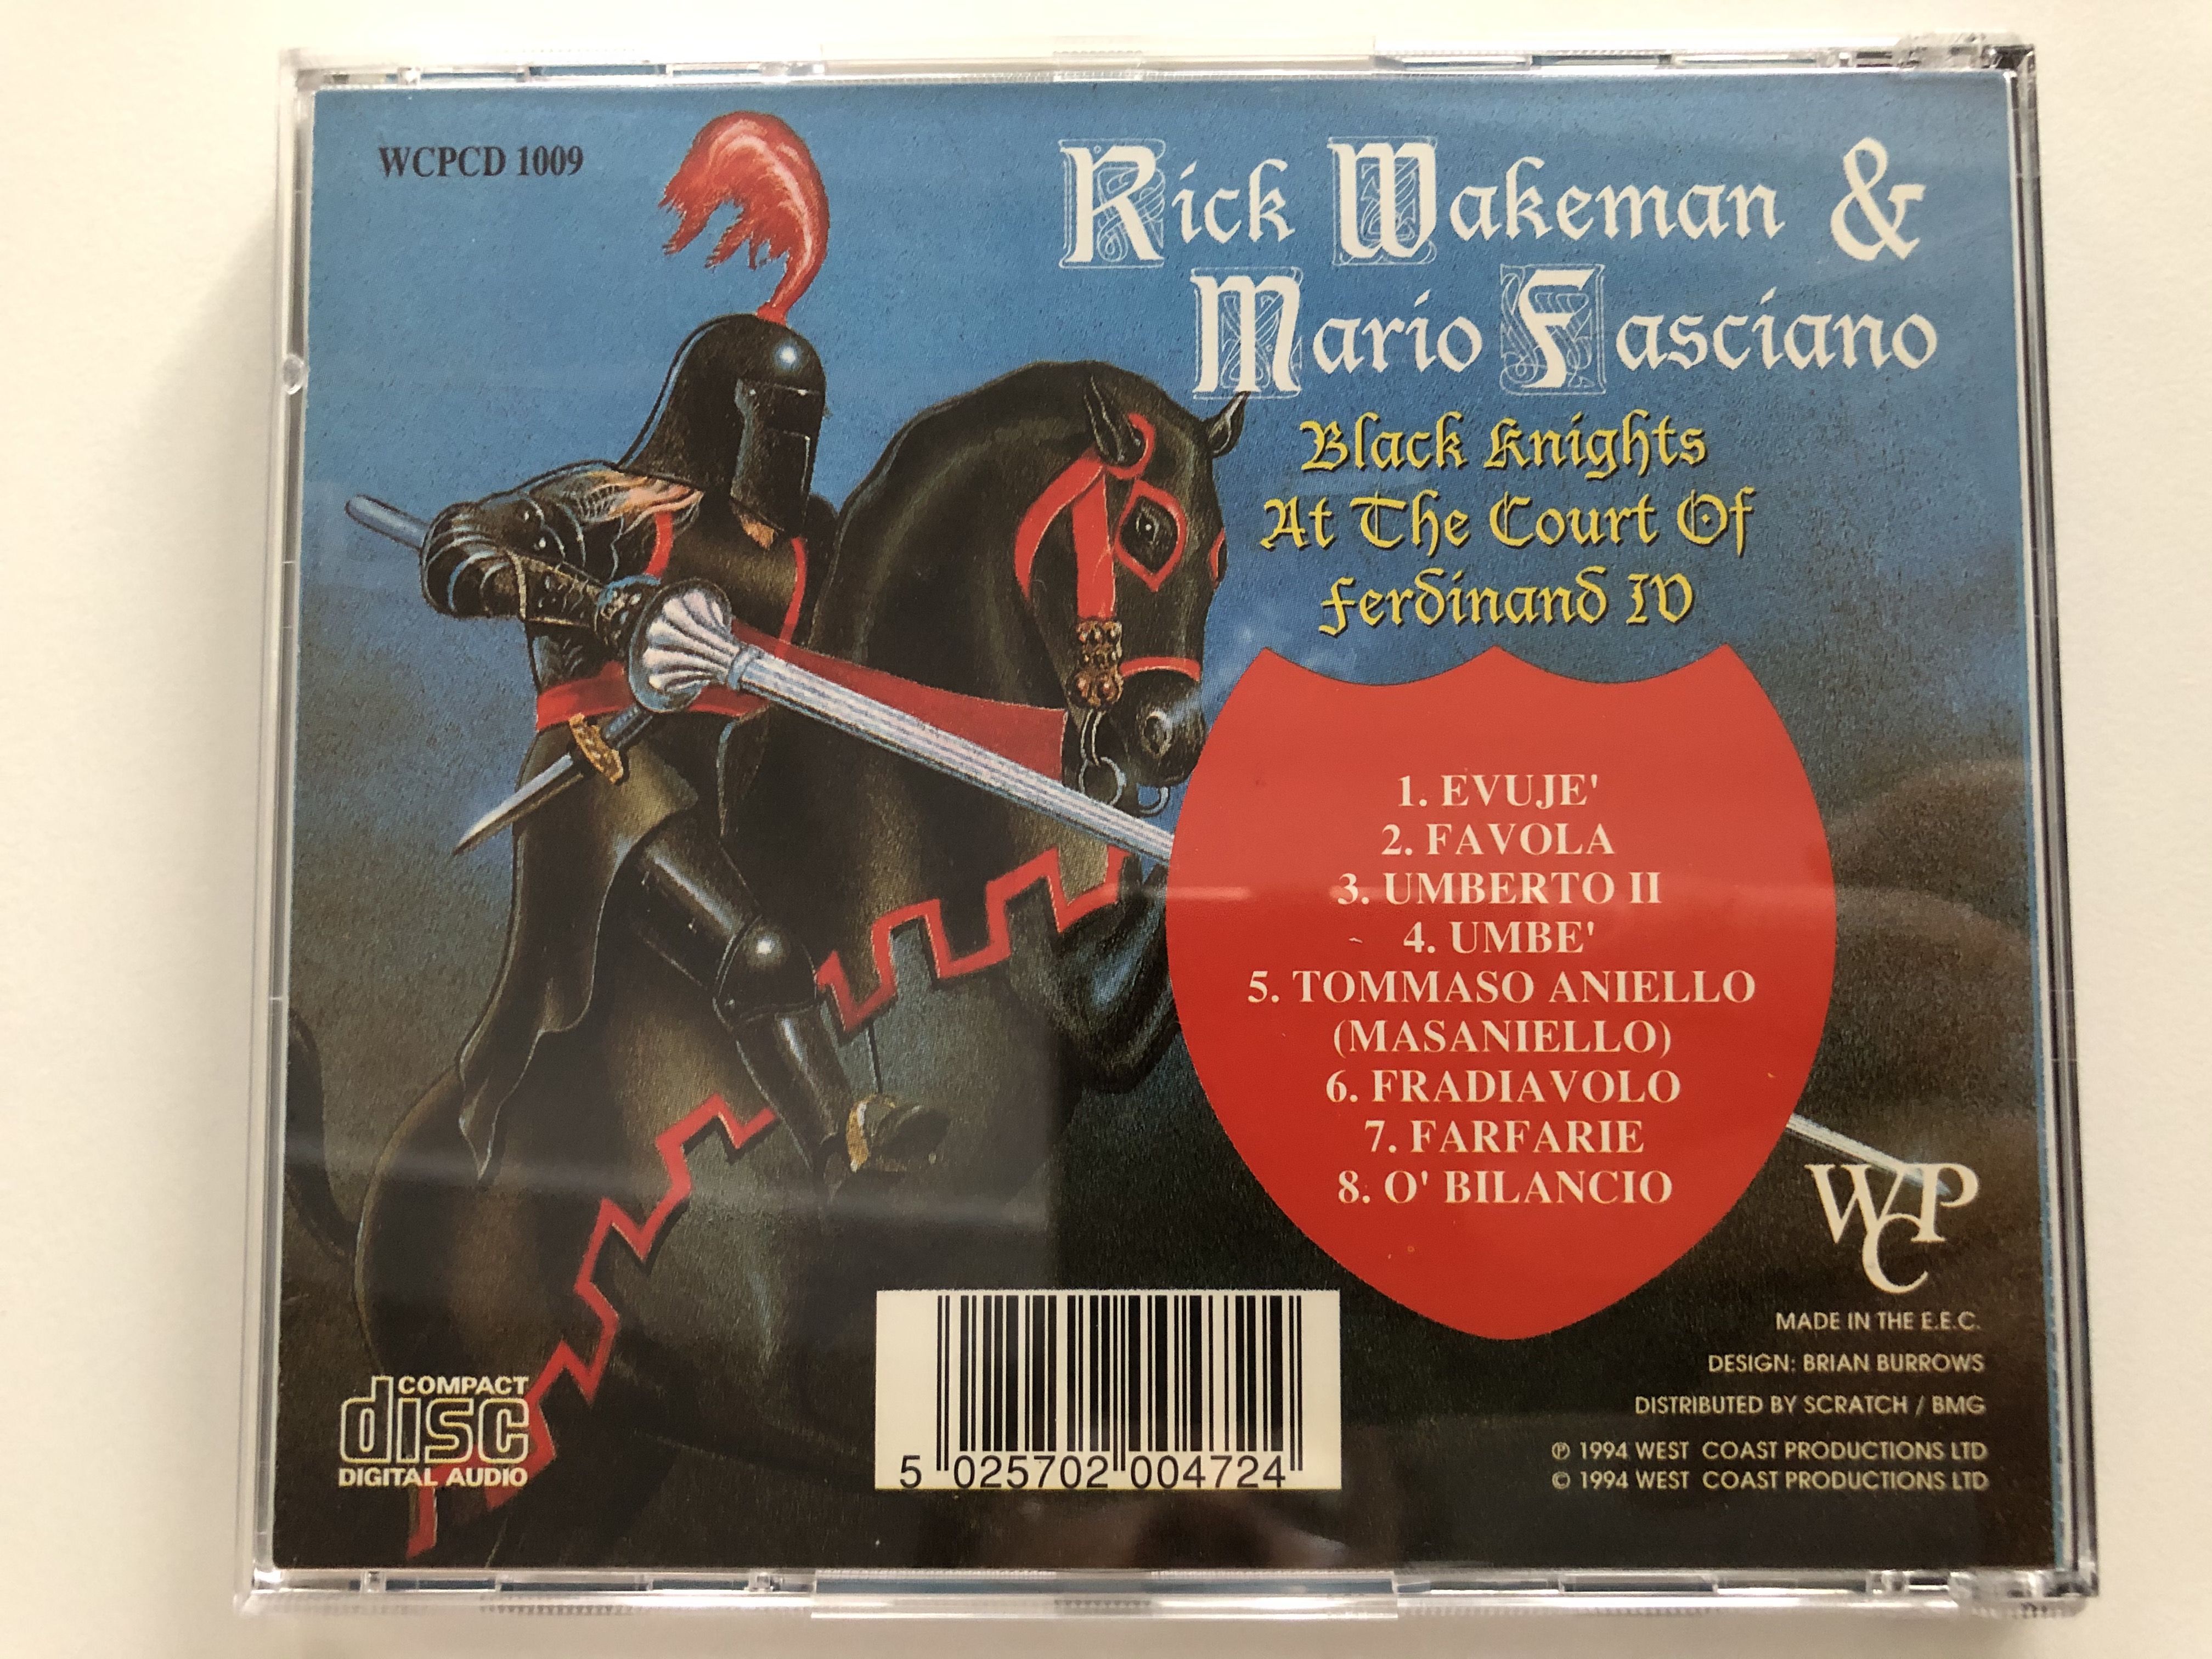 WCPCD 1009
Rick Wakeman &
Mario Fasciano
Black Knights
At The Court Of
Ferdinand IV
1. EVUJE'
2. FAVOLA
3. UMBERTO II
4. UMBE'
5. TOMMASO ANIELLO
(MASANIELLO)
6. FRADIAVOLO
7. FARFARIE
8. O' BILANCIO
WCP
MADE IN THE E.E.C.
DESIGN: BRIAN BURROWS
DISTRIBUTED BY SCRATCH / BMG
℗ 1994 WEST COAST PRODUCTIONS LTD
© 1994 WEST COAST PRODUCTIONS LTD
COMPACT
disc
DIGITAL AUDIO
5 025702 004724